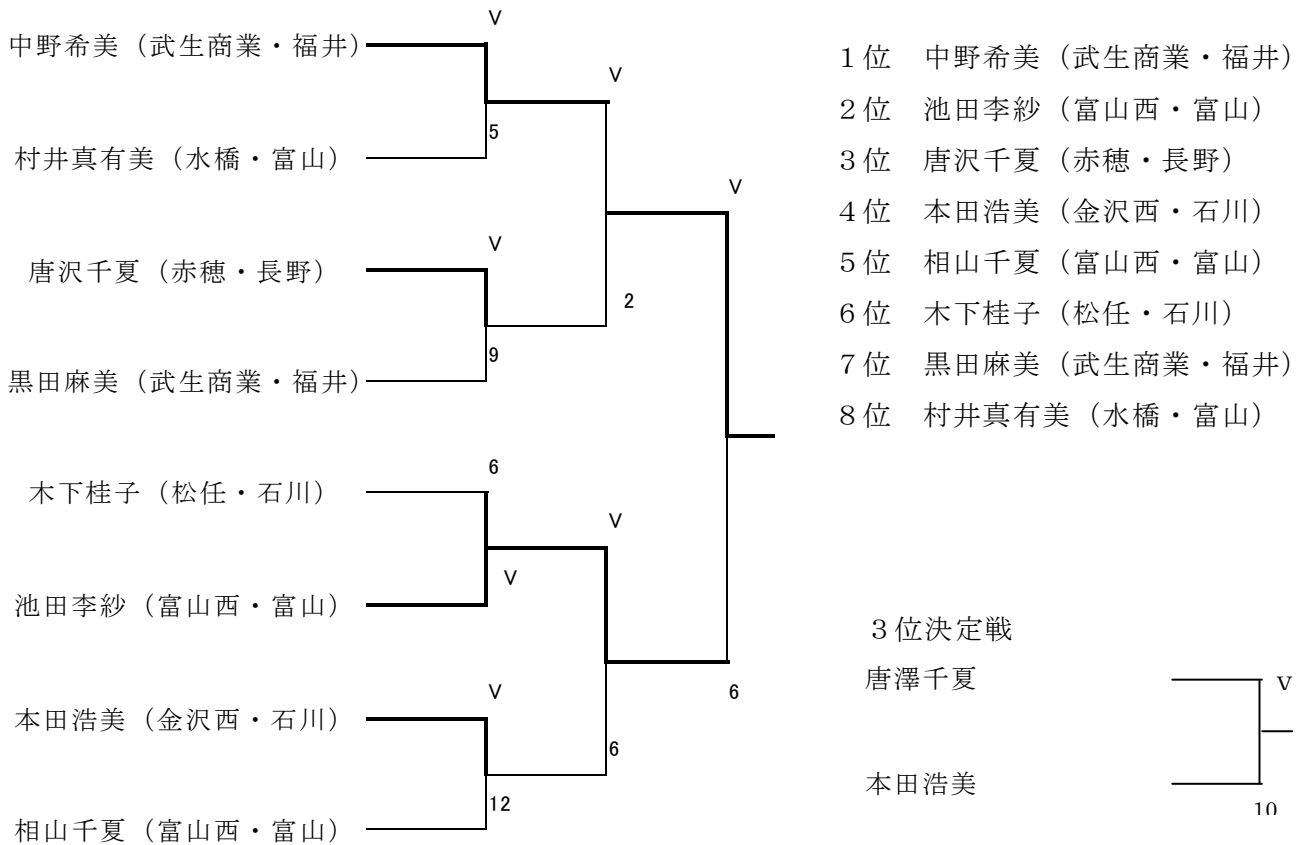 V
中野希美（武生商業・福井）
V
5
村井真有美（水橋・富山）
V
V
唐沢千夏（赤穂・長野）
2
9
黒田麻美（武生商業・福井）
6
木下桂子（松任・石川）
V
V
池田李紗（富山西・富山）
V
6
本田浩美（金沢西・石川）
6
12
相山千夏（富山西・富山）
１位　中野希美（武生商業・福井）
２位　池田李紗（富山西・富山）
３位　唐沢千夏（赤穂・長野）
４位　本田浩美（金沢西・石川）
５位　相山千夏（富山西・富山）
６位　木下桂子（松任・石川）
７位　黒田麻美（武生商業・福井）
８位　村井真有美（水橋・富山）
３位決定戦
唐澤千夏
V
本田浩美
10